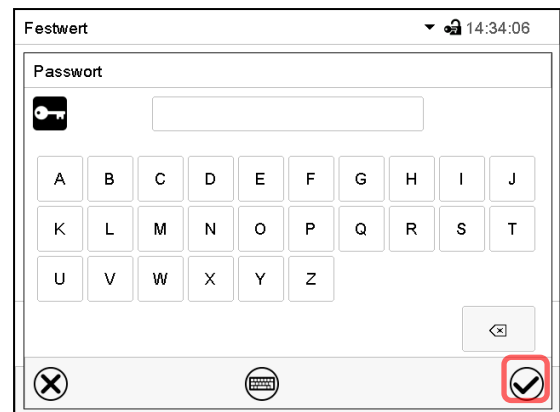 Festwert 14:34:06
Passwort
A B C D E F G H I J
K L M N O P Q R S T
U V W X Y Z